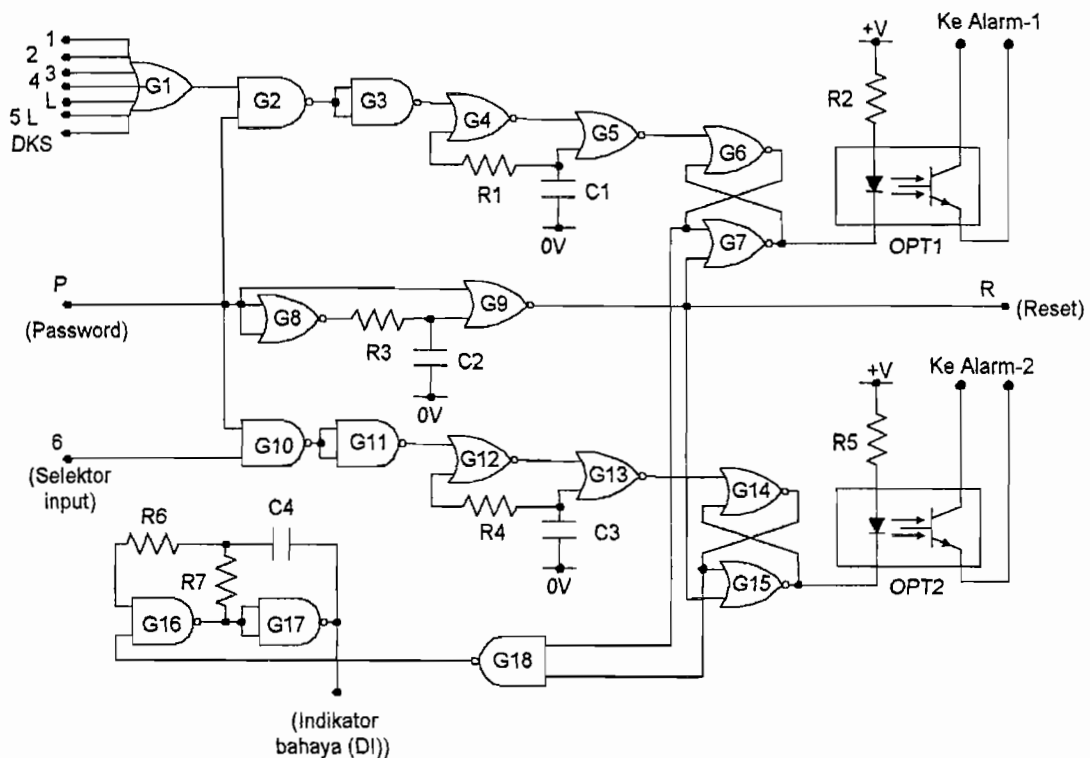 1
2
3
4
L
5 L
DKS
G1
G2
G3
G4
R1
C1
0V
G5
G6
G7
+V
R2
OPT1
Ke Alarm-1
P
(Password)
G8
R3
C2
0V
G9
R
(Reset)
6
(Selektor
input)
G10
G11
G12
R4
C3
0V
G13
G14
G15
+V
R5
OPT2
Ke Alarm-2
R6
C4
R7
G16
G17
G18
(Indikator
bahaya (DI))